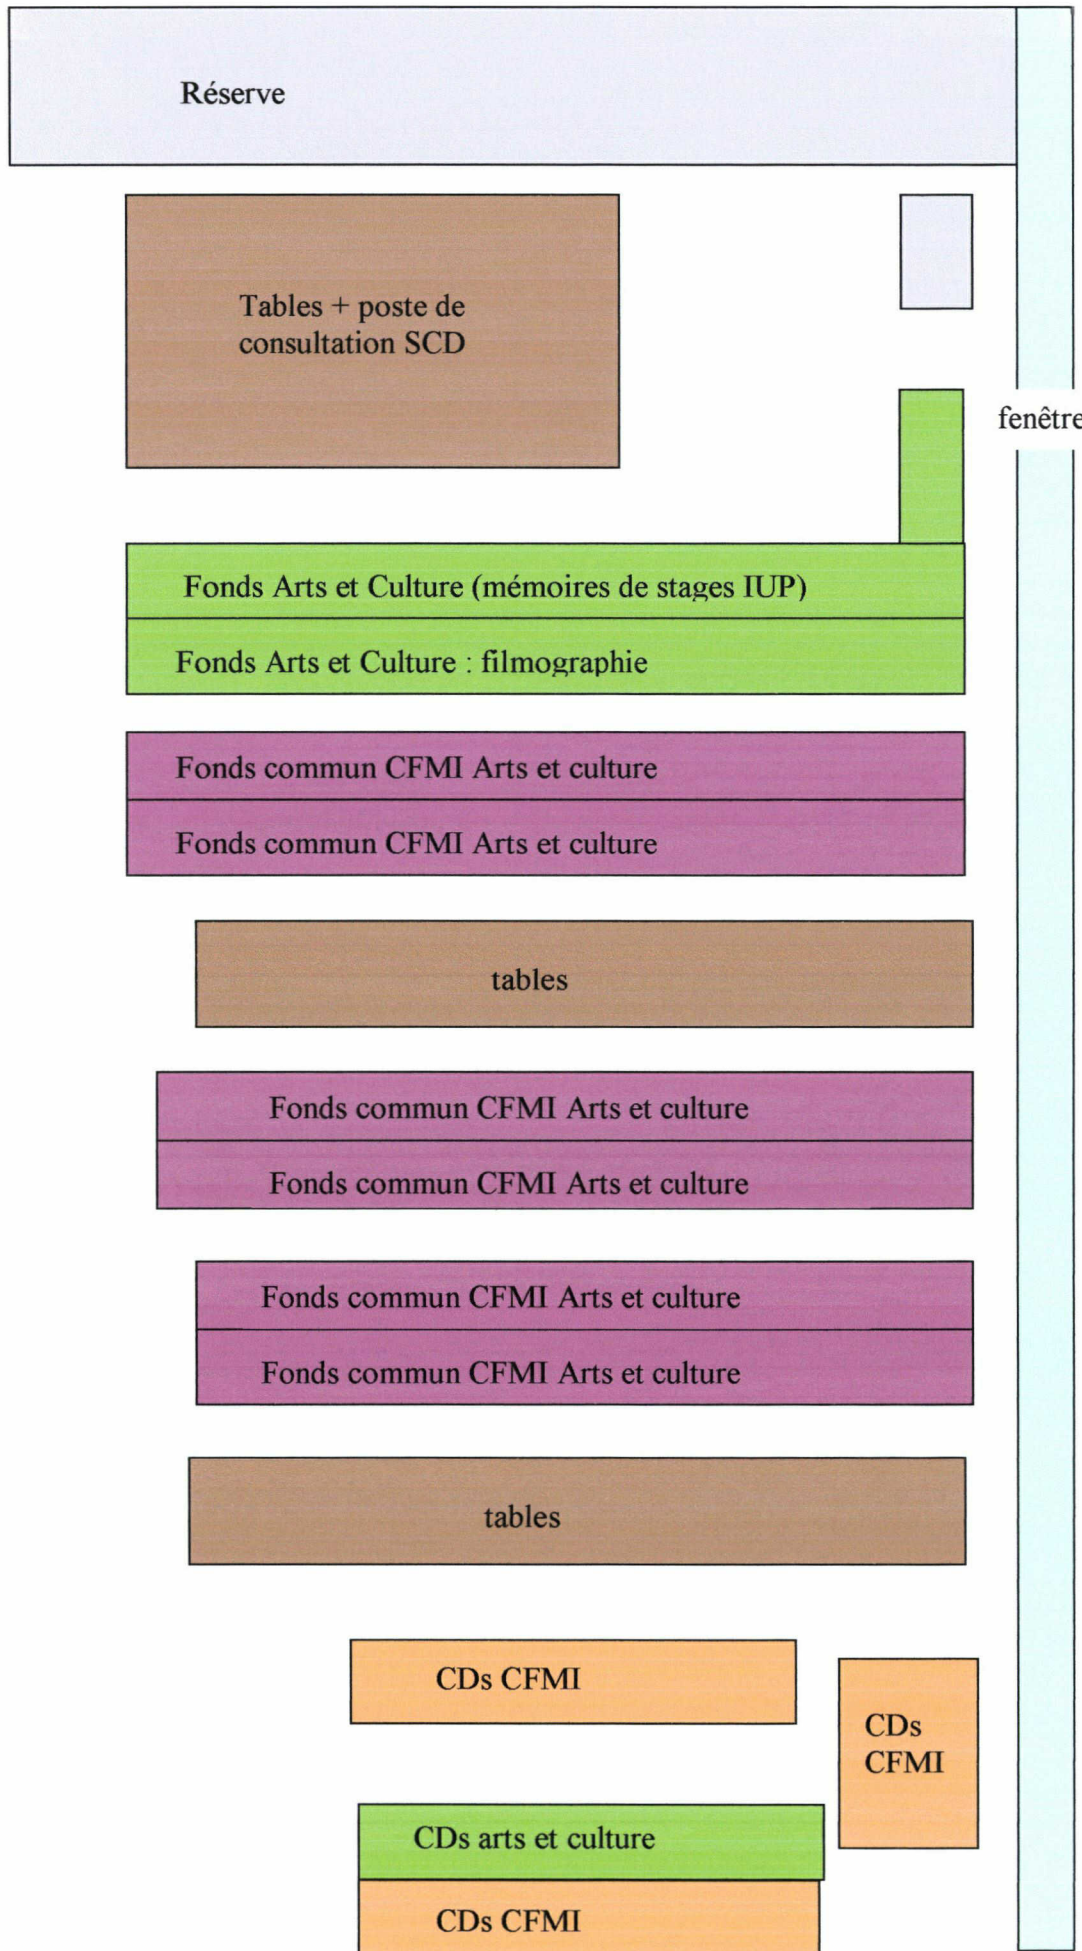 Réserve
Tables + poste de
consultation SCD
fenêtre
Fonds Arts et Culture (mémoires de stages IUP)
Fonds Arts et Culture : filmographie
Fonds commun CFMI Arts et culture
Fonds commun CFMI Arts et culture
tables
Fonds commun CFMI Arts et culture
Fonds commun CFMI Arts et culture
Fonds commun CFMI Arts et culture
Fonds commun CFMI Arts et culture
tables
CDs CFMI
CDs
CFMI
CDs arts et culture
CDs CFMI